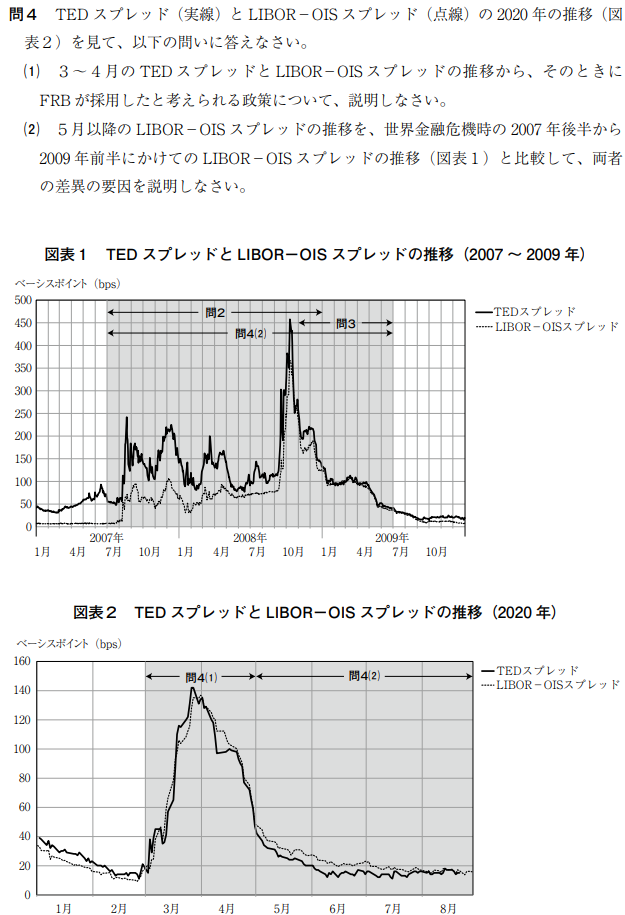 問4　TED スプレッド（実線）と LIBOR－OIS スプレッド（点線）の 2020 年の推移（図
表２）を見て、以下の問いに答えなさい。
⑴　３～４月の TED スプレッドと LIBOR－OIS スプレッドの推移から、そのときに
FRB が採用したと考えられる政策について、説明しなさい。
⑵　５月以降の LIBOR－OIS スプレッドの推移を、世界金融危機時の 2007 年後半から
2009 年前半にかけての LIBOR－OIS スプレッドの推移（図表１）と比較して、両者
の差異の要因を説明しなさい。
図表１　TED スプレッドと LIBOR－OIS スプレッドの推移（2007 ～ 2009 年）
ベーシスポイント（bps）
500
450
400
350
300
250
200
150
100
50
0
問２
問３
問４⑵
TEDスプレッド
LIBOR－OISスプレッド
2007年 2008年 2009年
1月 4月 7月 10月 1月 4月 7月 10月 1月 4月 7月 10月
図表２　TED スプレッドと LIBOR－OIS スプレッドの推移（2020 年）
ベーシスポイント（bps）
160
140
120
100
80
60
40
20
0
問４⑴ 問４⑵
TEDスプレッド
LIBOR－OISスプレッド
1月 2月 3月 4月 5月 6月 7月 8月